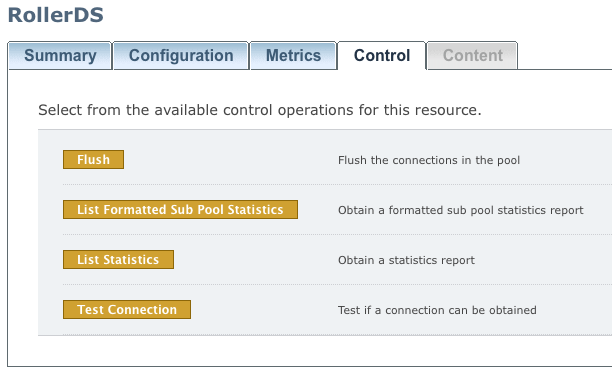 RollerDS
Summary Configuration Metrics Control Content
Select from the available control operations for this resource.
Flush Flush the connections in the pool
List Formatted Sub Pool Statistics Obtain a formatted sub pool statistics report
List Statistics Obtain a statistics report
Test Connection Test if a connection can be obtained